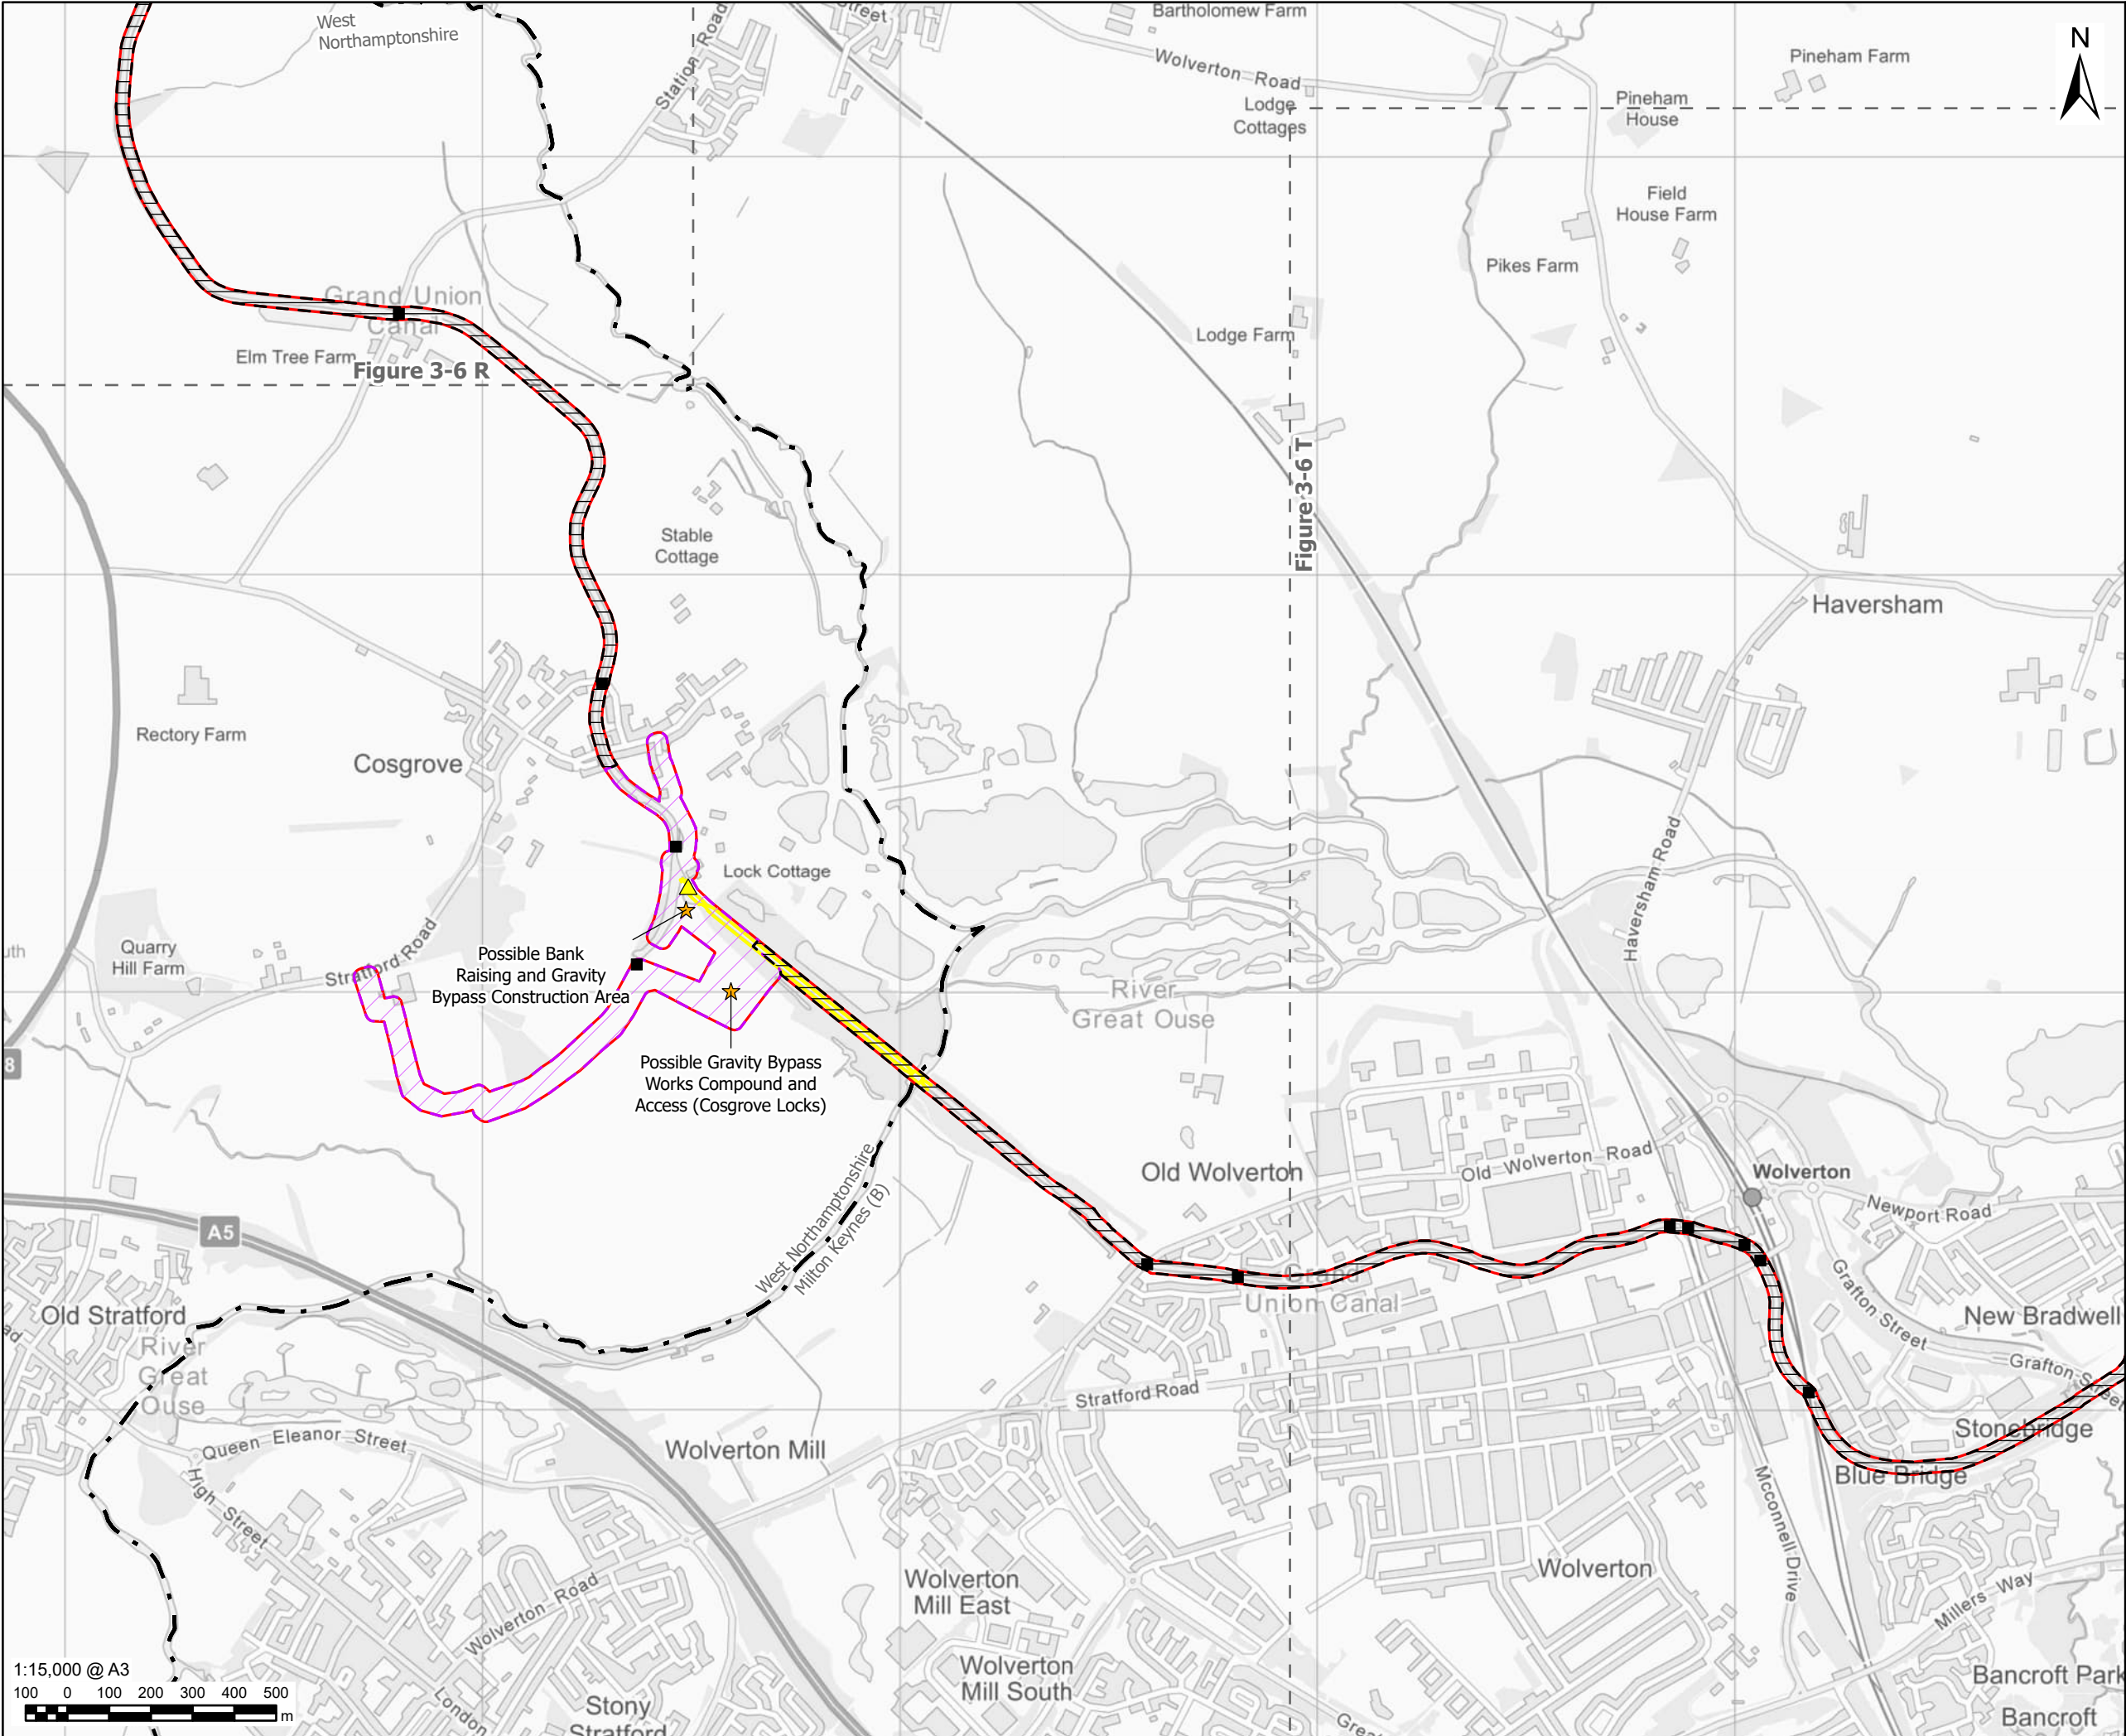 West
Northamptonshire
Station Road
Street
Bartholomew Farm
Wolverton Road
Lodge
Cottages
Pineham Farm
Pineham
House
N
Field
House Farm
Pikes Farm
Grand Union
Canal
Elm Tree Farm
Figure 3-6 R
Lodge Farm
Figure 3-6 T
Stable
Cottage
Haversham
Rectory Farm
Cosgrove
Lock Cottage
Haversham Road
Quarry
Hill Farm
Stratford Road
Possible Bank
Raising and Gravity
Bypass Construction Area
River
Great Ouse
8
Possible Gravity Bypass
Works Compound and
Access (Cosgrove Locks)
West Northamptonshire
Milton Keynes (B)
Old Wolverton
Old Wolverton Road
Wolverton
Newport Road
A5
Old Stratford
River
Great
Ouse
Grand
Union Canal
Grafton Street
New Bradwell
Grafton Street
Stratford Road
Stonebridge
Blue Bridge
Queen Eleanor Street
High Street
Wolverton Mill
Mcconnell Drive
Wolverton
Wolverton
Mill East
Millers Way
Wolverton Road
Wolverton
Mill South
Bancroft Park
Bancroft
London
Stony
Stratford
1:15,000 @ A3
100 0 100 200 300 400 500
m